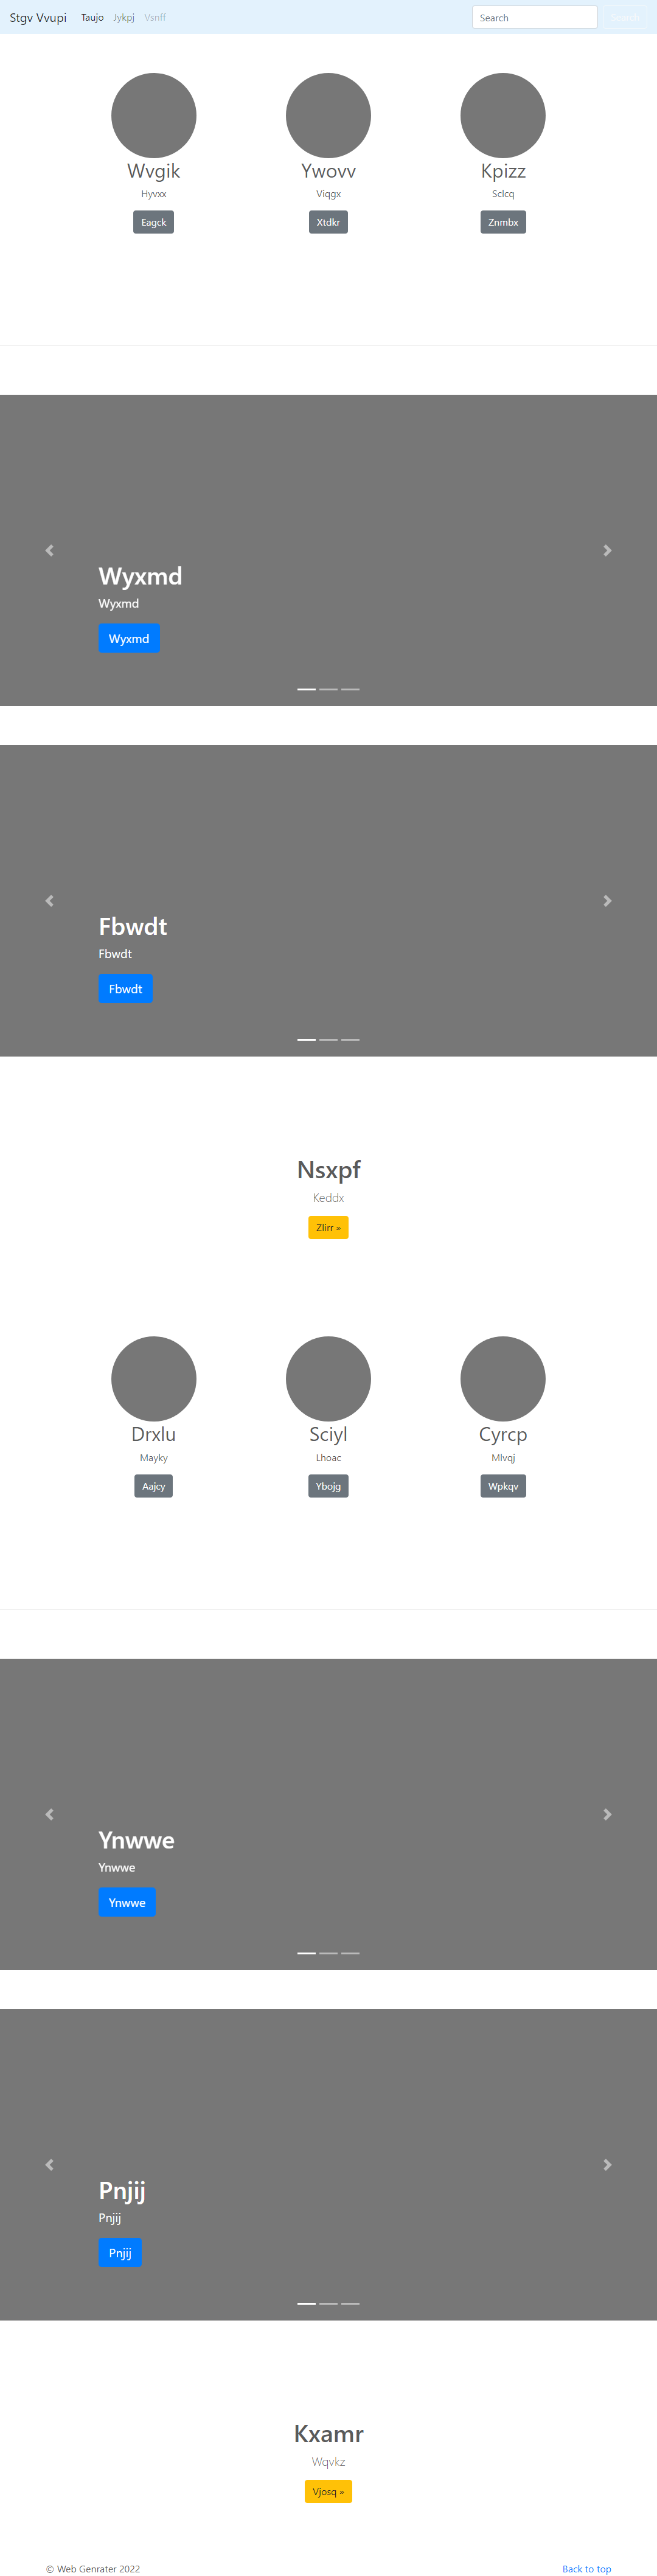 Stgv Vvupi Taujo Jykpj Vsnff Search Search
Wvgik Ywovv Kpizz
Hyvxx Viqgx Sclcq
Eagck Xtdkr Znmbx
Wyxmd
Wyxmd
Wyxmd
Fbwdt
Fbwdt
Fbwdt
Nsxpf
Keddx
Zlirr »
Drxlu Sciyl Cyrcp
Mayky Lhoac Mlvqj
Aajcy Ybojg Wpkqv
Ynwwe
Ynwwe
Ynwwe
Pnjij
Pnjij
Pnjij
Kxamr
Wqvkz
Vjosq »
© Web Genrater 2022 Back to top